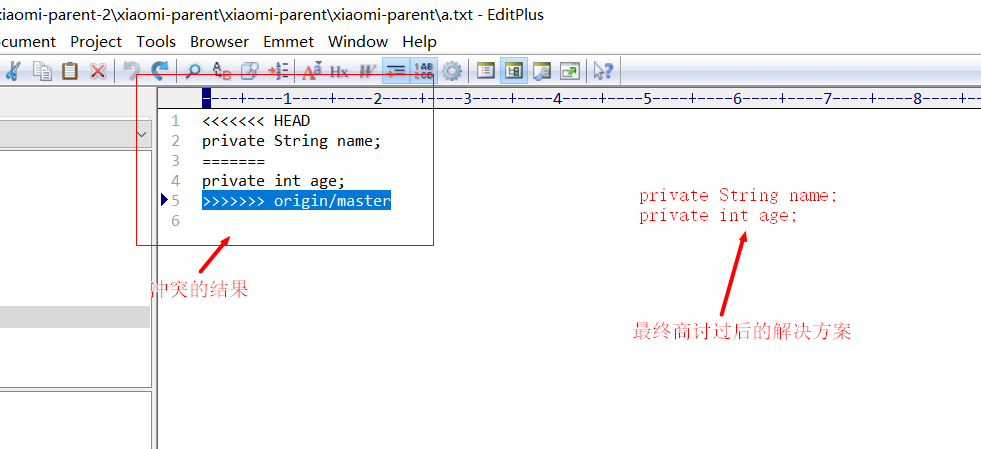 xiaomi-parent-2\xiaomi-parent\xiaomi-parent\xiaomi-parent\a.txt - EditPlus
ocument Project Tools Browser Emmet Window Help
----+----1----+----2----+----3----+----4----+----5----+----6----+----7----+----8----+--
1 <<<<<<< HEAD
2 private String name;
3 =======
4 private int age;
5 >>>>>>> origin/master
6
private String name;
private int age;
冲突的结果
最终商讨过后的解决方案